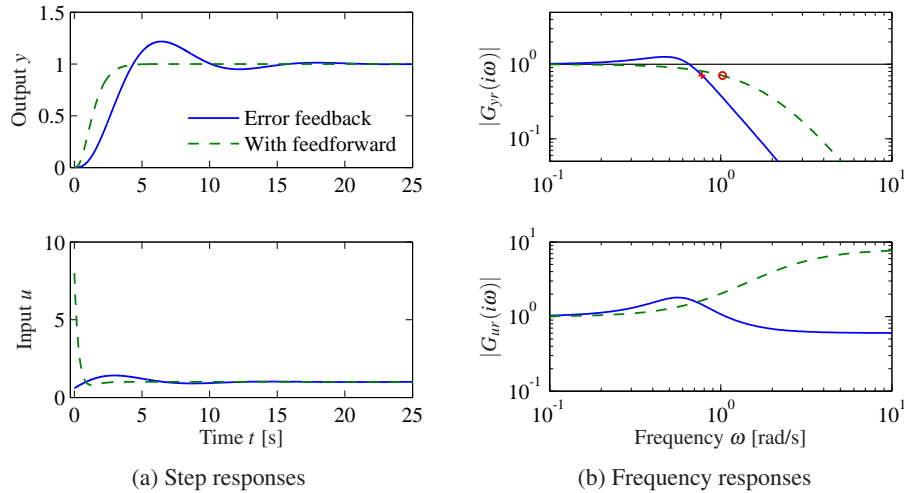 1.5
1
0.5
0
Output y
Error feedback
With feedforward
0 5 10 15 20 25
10
5
0
Input u
0 5 10 15 20 25
Time t [s]
(a) Step responses
10^0
10^-1
|G_yr(iω)|
10^-1 10^0 10^1
10^1
10^0
10^-1
|G_ur(iω)|
10^-1 10^0 10^1
Frequency ω [rad/s]
(b) Frequency responses